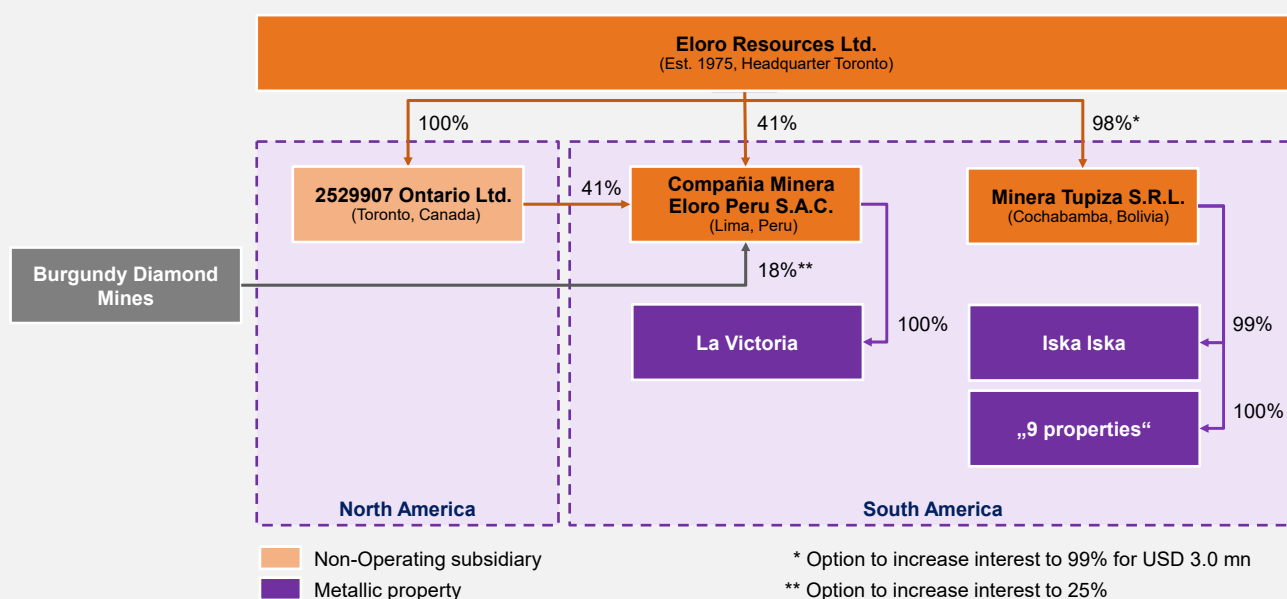 Eloro Resources Ltd.
(Est. 1975, Headquarter Toronto)
100%
41%
98%*
2529907 Ontario Ltd.
(Toronto, Canada)
41%
Compañia Minera
Eloro Peru S.A.C.
(Lima, Peru)
Minera Tupiza S.R.L.
(Cochabamba, Bolivia)
Burgundy Diamond
Mines
18%**
La Victoria
100%
Iska Iska
99%
„9 properties“
100%
North America
South America
Non-Operating subsidiary
* Option to increase interest to 99% for USD 3.0 mn
Metallic property
** Option to increase interest to 25%